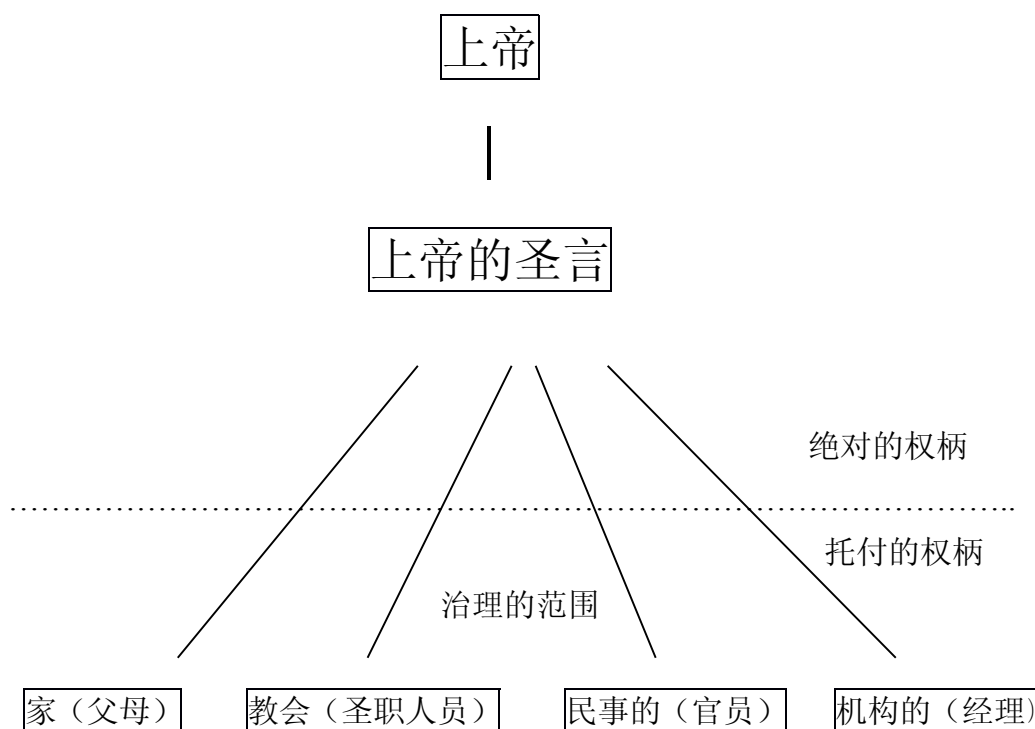 上帝
上帝的圣言
绝对的权柄
托付的权柄
治理的范围
家（父母） 教会（圣职人员） 民事的（官员） 机构的（经理）